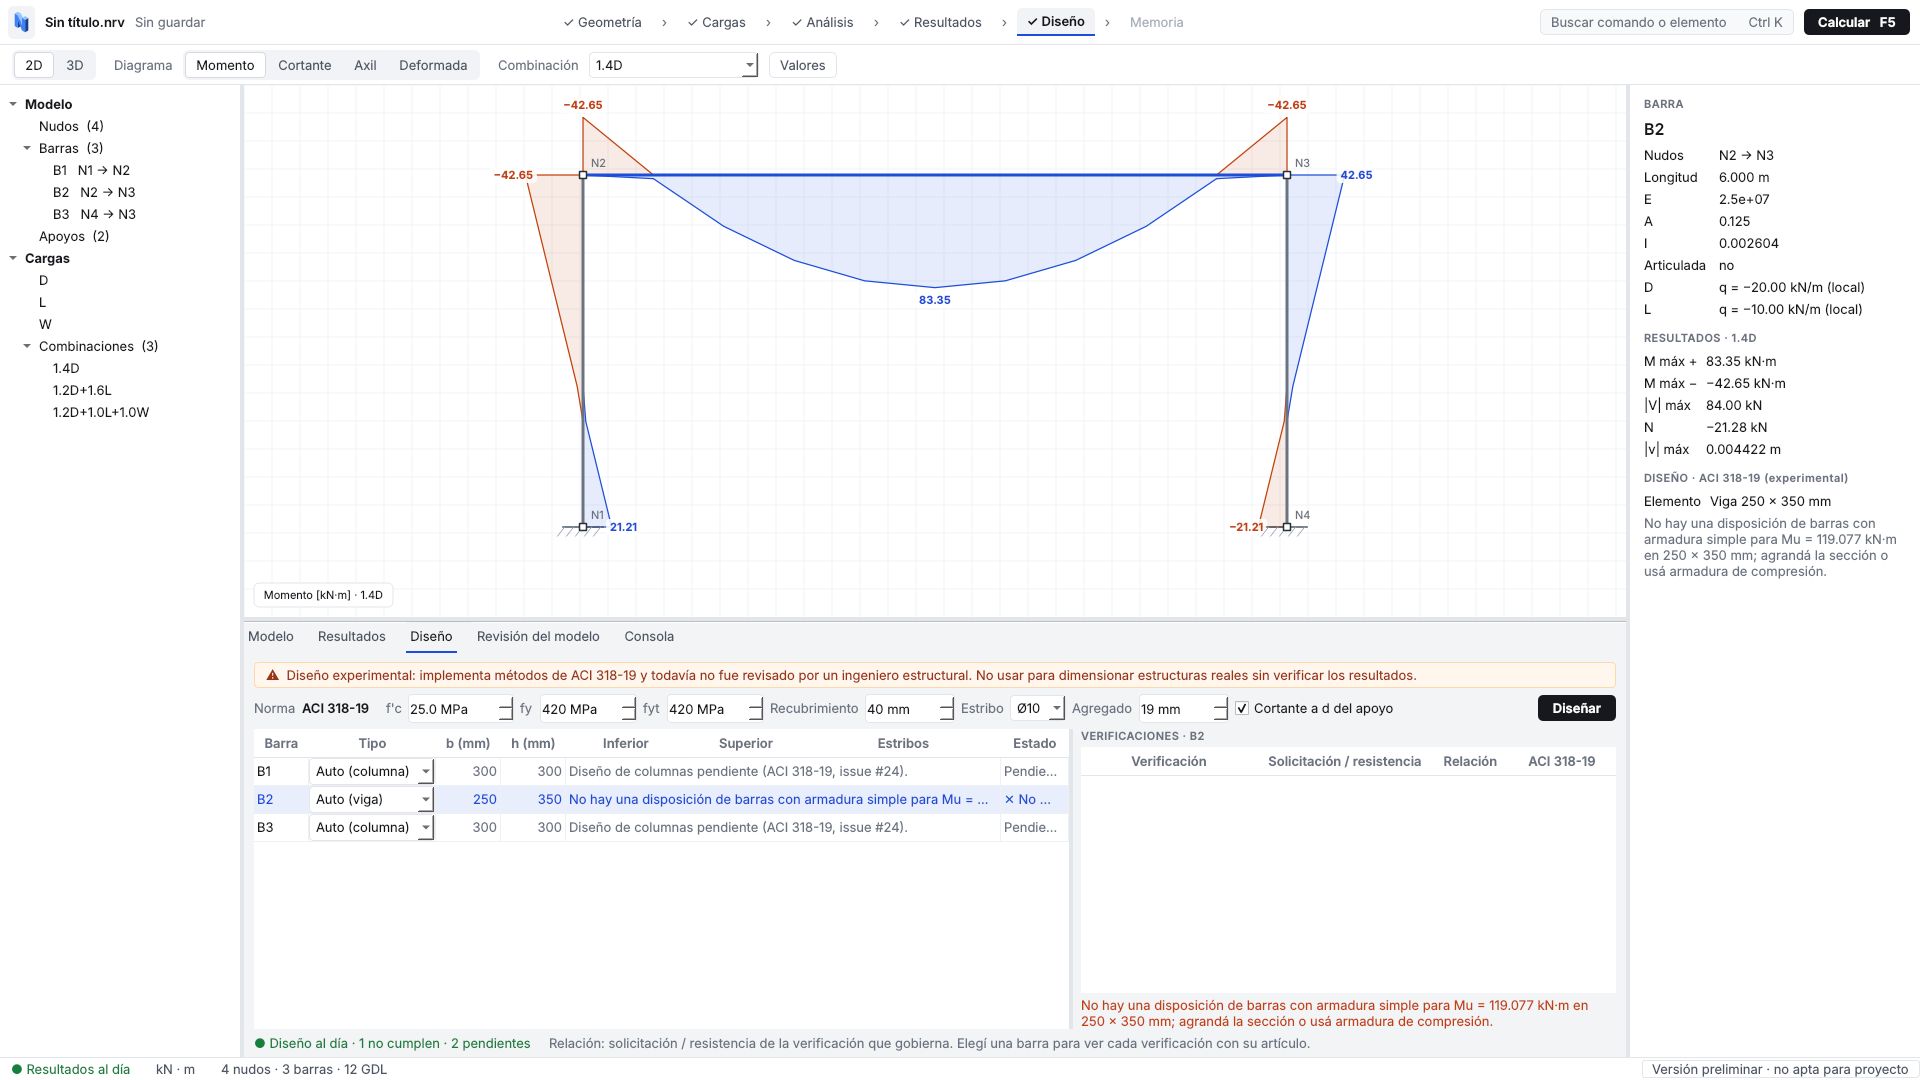 Sin título.nrv Sin guardar
✓ Geometría › ✓ Cargas › ✓ Análisis › ✓ Resultados › ✓ Diseño › Memoria
Buscar comando o elemento Ctrl K
Calcular F5
2D 3D Diagrama Momento Cortante Axil Deformada Combinación 1.4D Valores
Modelo
Nudos (4)
Barras (3)
B1 N1 → N2
B2 N2 → N3
B3 N4 → N3
Apoyos (2)
Cargas
D
L
W
Combinaciones (3)
1.4D
1.2D+1.6L
1.2D+1.0L+1.0W
−42.65 −42.65
N2 N3
−42.65 42.65
83.35
N1 N4
21.21 −21.21
Momento [kN·m] · 1.4D
BARRA
B2
Nudos N2 → N3
Longitud 6.000 m
E 2.5e+07
A 0.125
I 0.002604
Articulada no
D q = −20.00 kN/m (local)
L q = −10.00 kN/m (local)
RESULTADOS · 1.4D
M máx + 83.35 kN·m
M máx − −42.65 kN·m
|V| máx 84.00 kN
N −21.28 kN
|v| máx 0.004422 m
DISEÑO · ACI 318-19 (experimental)
Elemento Viga 250 × 350 mm
No hay una disposición de barras con
armadura simple para Mu = 119.077 kN·m
en 250 × 350 mm; agrandá la sección o
usá armadura de compresión.
Modelo Resultados Diseño Revisión del modelo Consola
⚠ Diseño experimental: implementa métodos de ACI 318-19 y todavía no fue revisado por un ingeniero estructural. No usar para dimensionar estructuras reales sin verificar los resultados.
Norma ACI 318-19 f'c 25.0 MPa fy 420 MPa fyt 420 MPa Recubrimiento 40 mm Estribo Ø10 Agregado 19 mm Cortante a d del apoyo Diseñar
Barra Tipo b (mm) h (mm) Inferior Superior Estribos Estado
B1 Auto (columna) 300 300 Diseño de columnas pendiente (ACI 318-19, issue #24). Pendie...
B2 Auto (viga) 250 350 No hay una disposición de barras con armadura simple para Mu = ... ✕ No ...
B3 Auto (columna) 300 300 Diseño de columnas pendiente (ACI 318-19, issue #24). Pendie...
VERIFICACIONES · B2
Verificación Solicitación / resistencia Relación ACI 318-19
No hay una disposición de barras con armadura simple para Mu = 119.077 kN·m en
250 × 350 mm; agrandá la sección o usá armadura de compresión.
Diseño al día · 1 no cumplen · 2 pendientes Relación: solicitación / resistencia de la verificación que gobierna. Elegí una barra para ver cada verificación con su artículo.
Resultados al día kN · m 4 nudos · 3 barras · 12 GDL Versión preliminar · no apta para proyecto